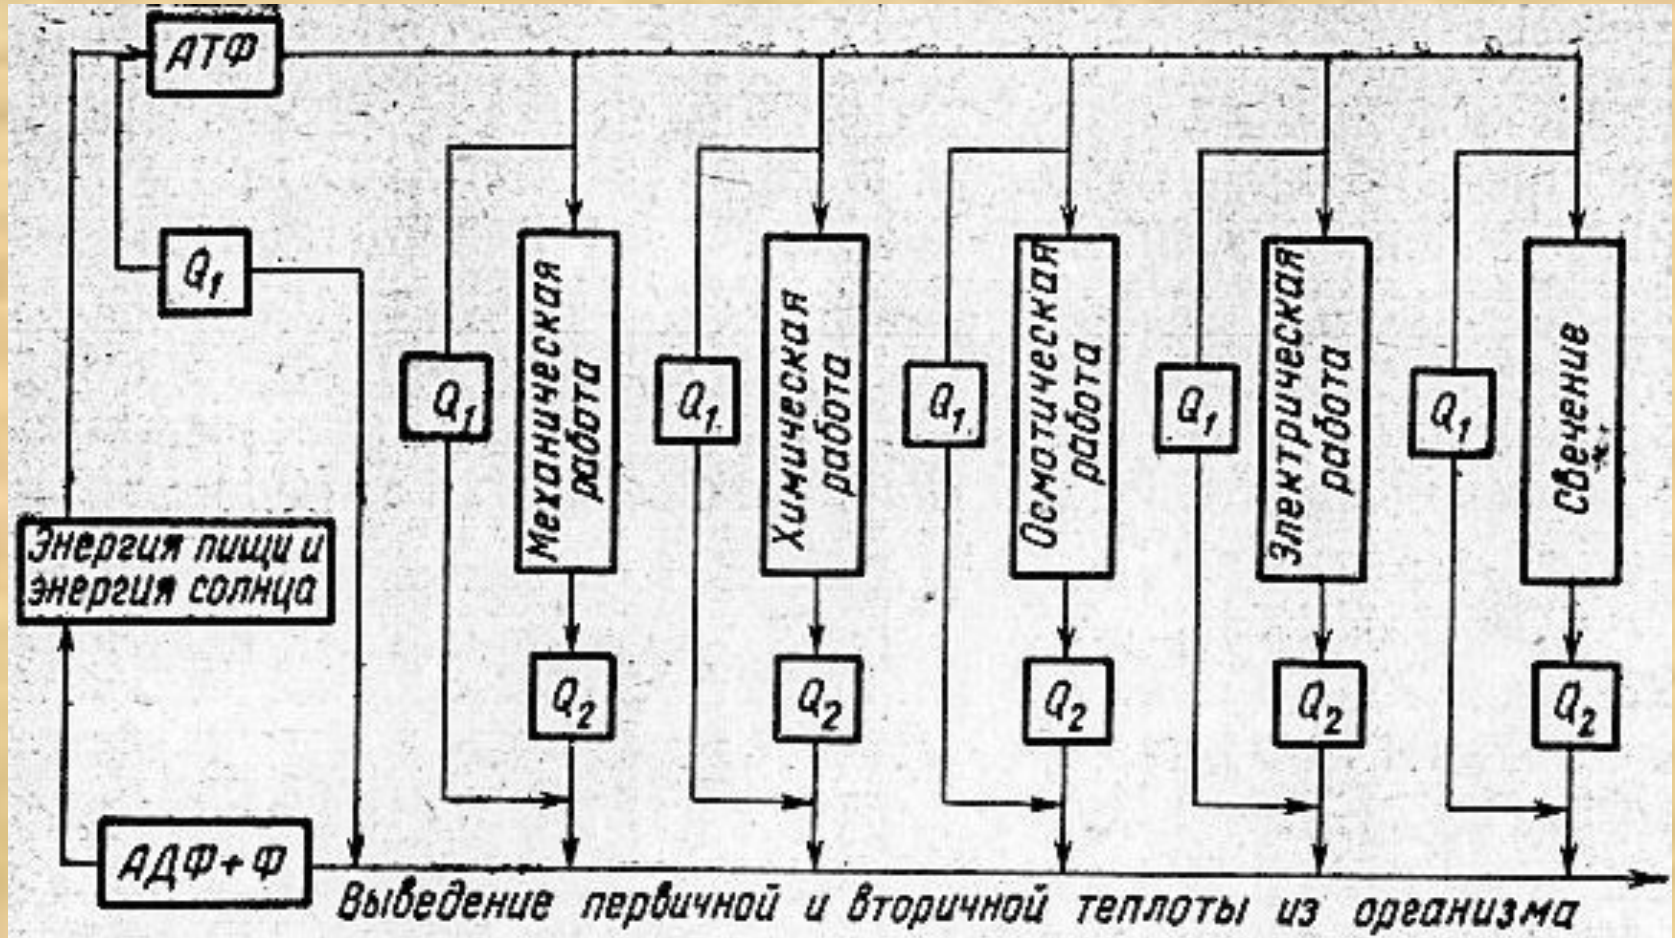 АТФ
Q1
Q1
Механическая
работа
Q2
Q1
Химическая
работа
Q2
Q1
Осмотическая
работа
Q2
Q1
Электрическая
работа
Q2
Q1
Свечение
Q2
Энергия пищи и
энергия солнца
АДФ+Ф
Выведение первичной и вторичной теплоты из организма